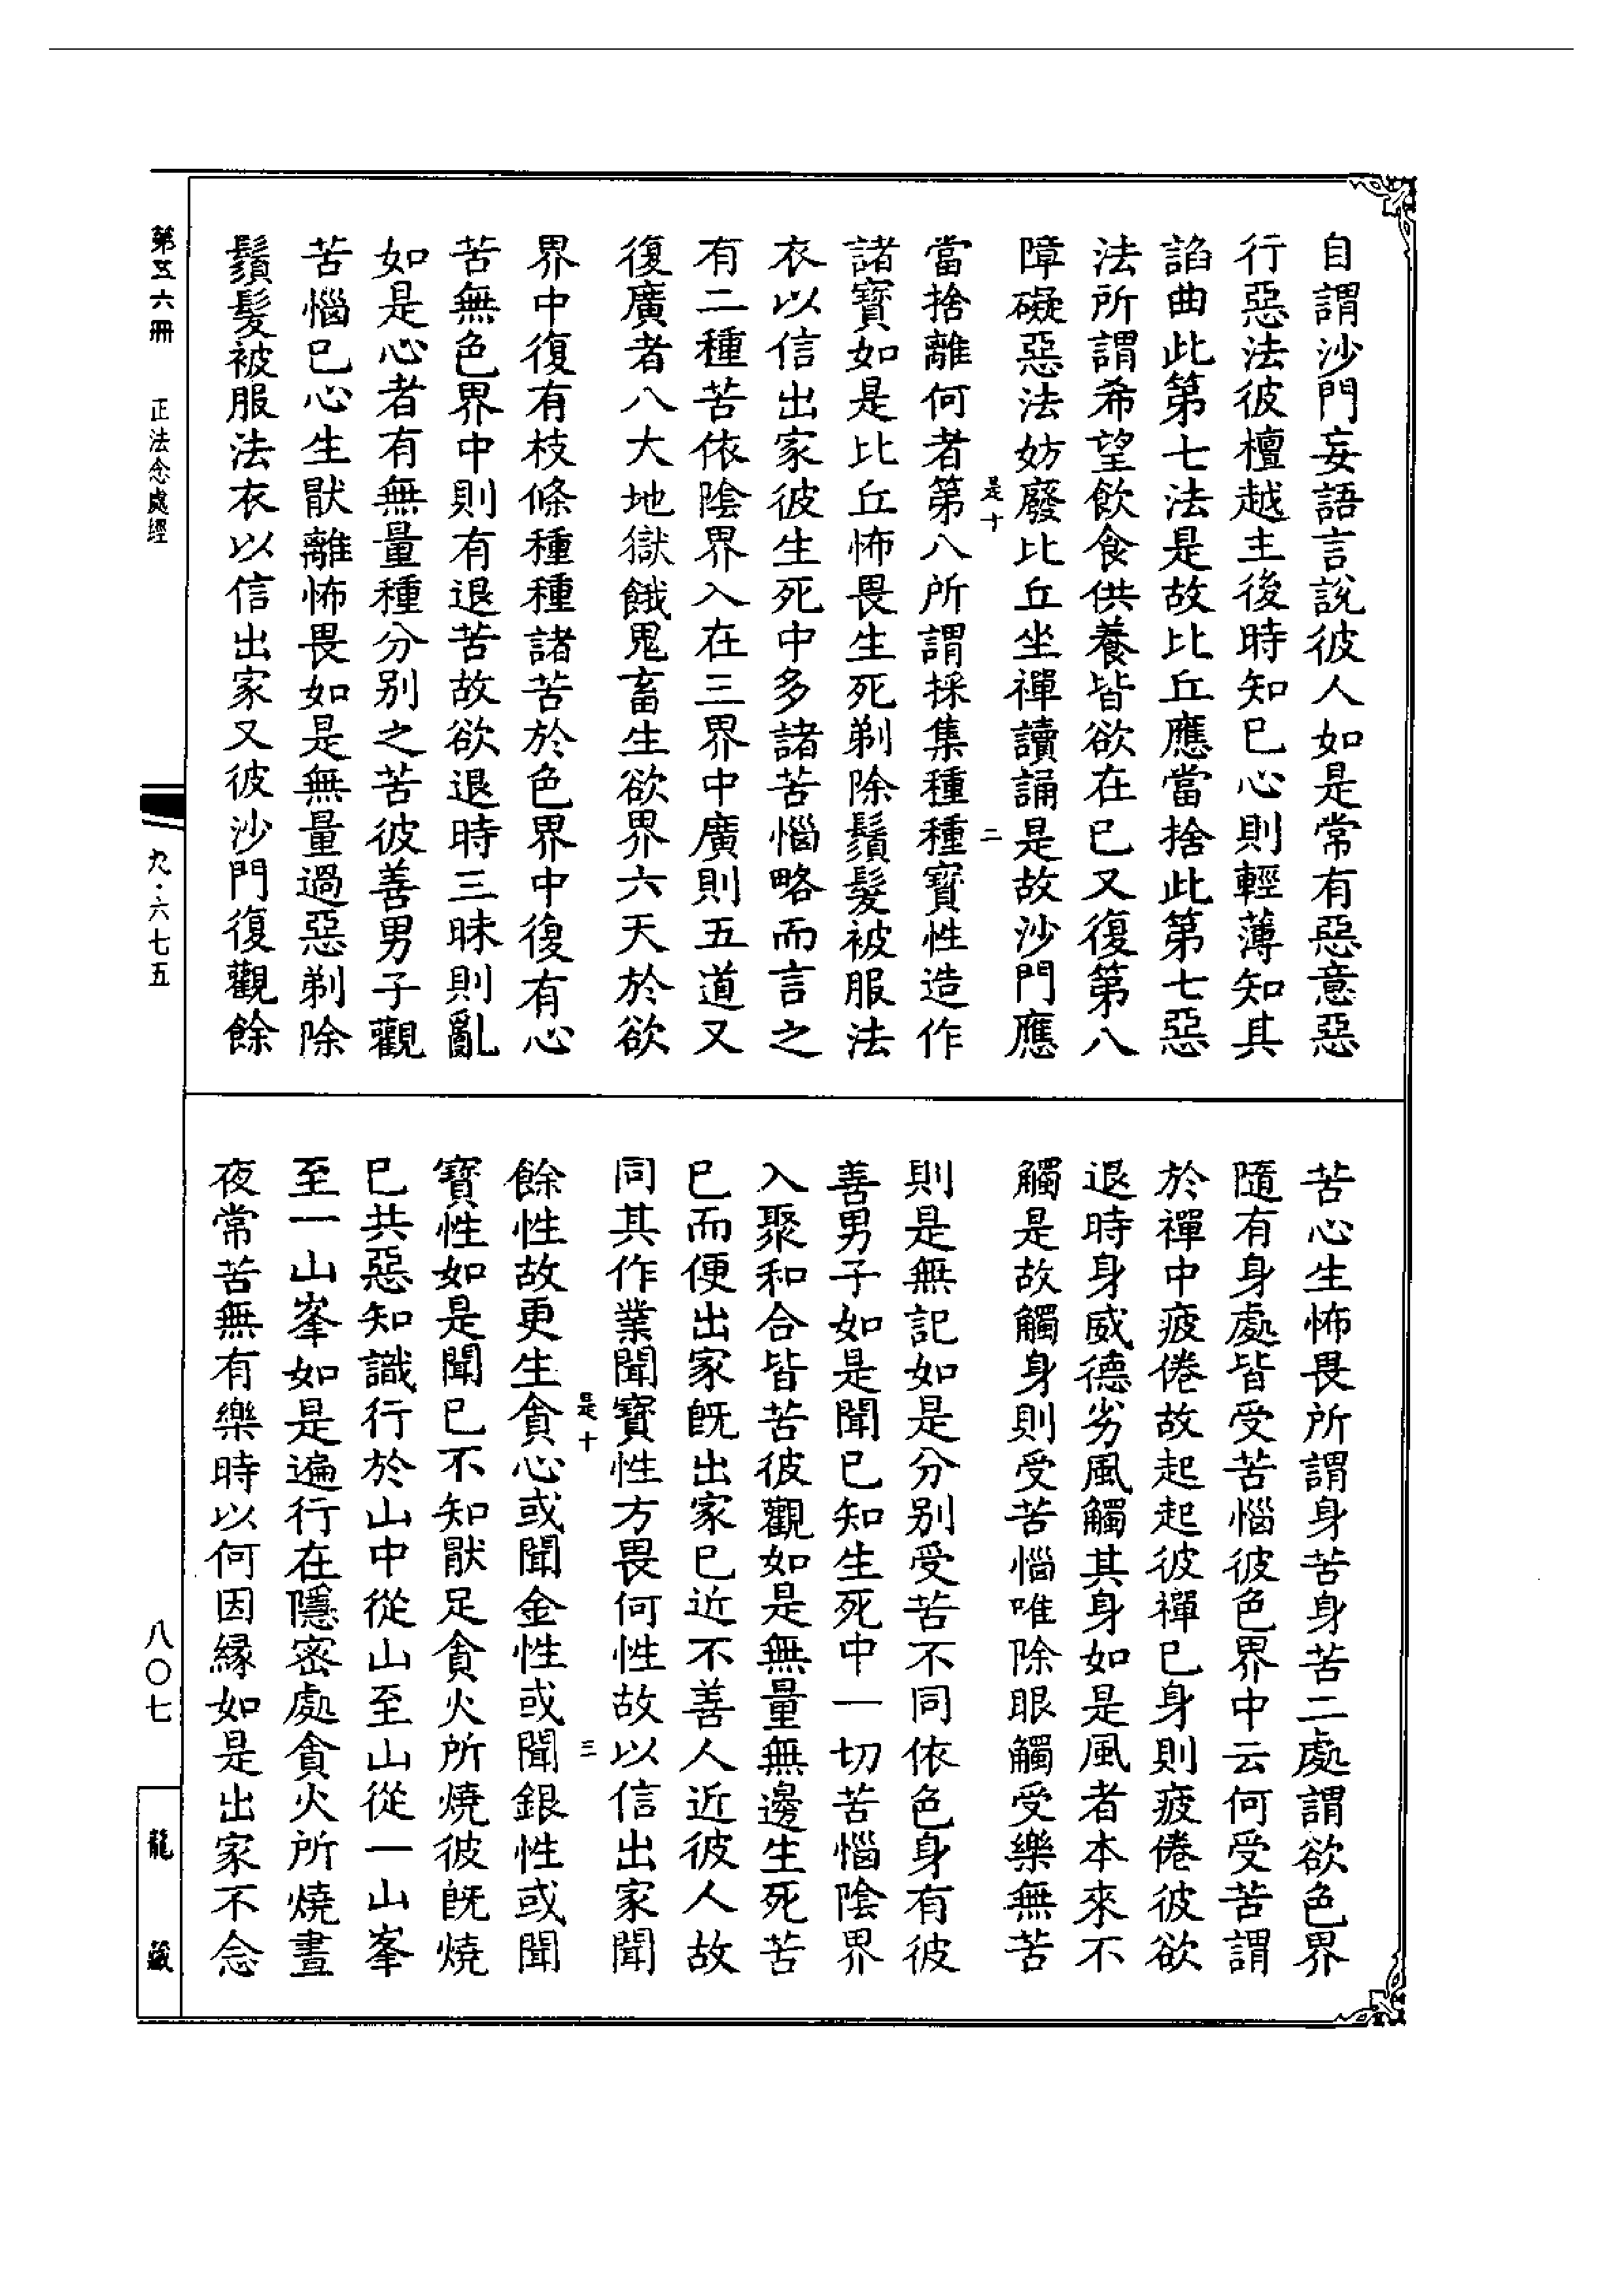 自謂沙門妄語言說彼人如是常有惡意惡
行惡法彼檀越主後時知已心則輕薄知其
諂曲此第七法是故比丘應當捨此第七惡
法所謂希望飲食供養皆欲在已又復第八
障礙惡法妨廢比丘坐禪讀誦是故沙門應
是十 二
當捨離何者第八所謂採集種種寶性造作
諸寶如是比丘怖畏生死剃除鬚髮被服法
衣以信出家彼生死中多諸苦惱略而言之
有二種苦依陰界入在三界中廣則五道又
復廣者八大地獄餓鬼畜生欲界六天於欲
界中復有枝條種種諸苦於色界中復有心
苦無色界中則有退苦故欲退時三昧則亂
如是心者有無量種分別之苦彼善男子觀
苦惱已心生猒離怖畏如是無量過惡剃除
鬚髮被服法衣以信出家又彼沙門復觀餘
苦心生怖畏所謂身苦身苦二處謂欲色界
隨有身處皆受苦惱彼色界中云何受苦謂
於禪中疲倦故起起彼禪已身則疲倦彼欲
退時身威德劣風觸其身如是風者本來不
觸是故觸身則受苦惱唯除眼觸受樂無苦
則是無記如是分別受苦不同依色身有彼
善男子如是聞已知生死中一切苦惱陰界
入聚和合皆苦彼觀如是無量無邊生死苦
已而便出家既出家已近不善人近彼人故
同其作業聞寶性方畏何性故以信出家聞
是十 三
餘性故更生貪心或聞金性或聞銀性或聞
寶性如是聞已不知猒足貪火所燒彼既燒
已共惡知識行於山中從山至山從一山峯
至一山峯如是遍行在隱密處貪火所燒晝
夜常苦無有樂時以何因緣如是出家不念
第五六冊 正法念處經
九·六七五
八〇七
龍藏